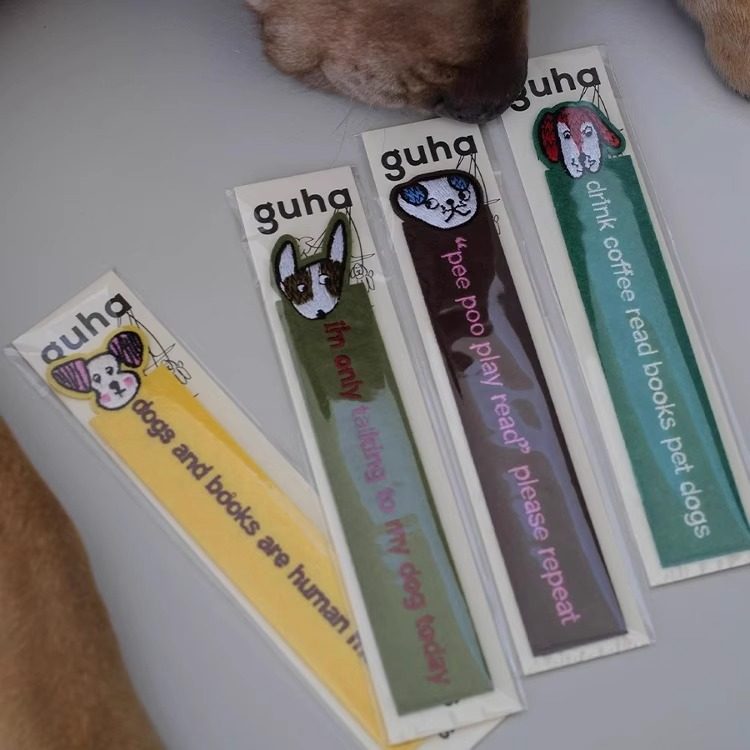 guha
dogs and books are human
guha
i'm only talking to my dog today
guha
"pee poo play read" please repeat
guha
drink coffee read books pet dogs